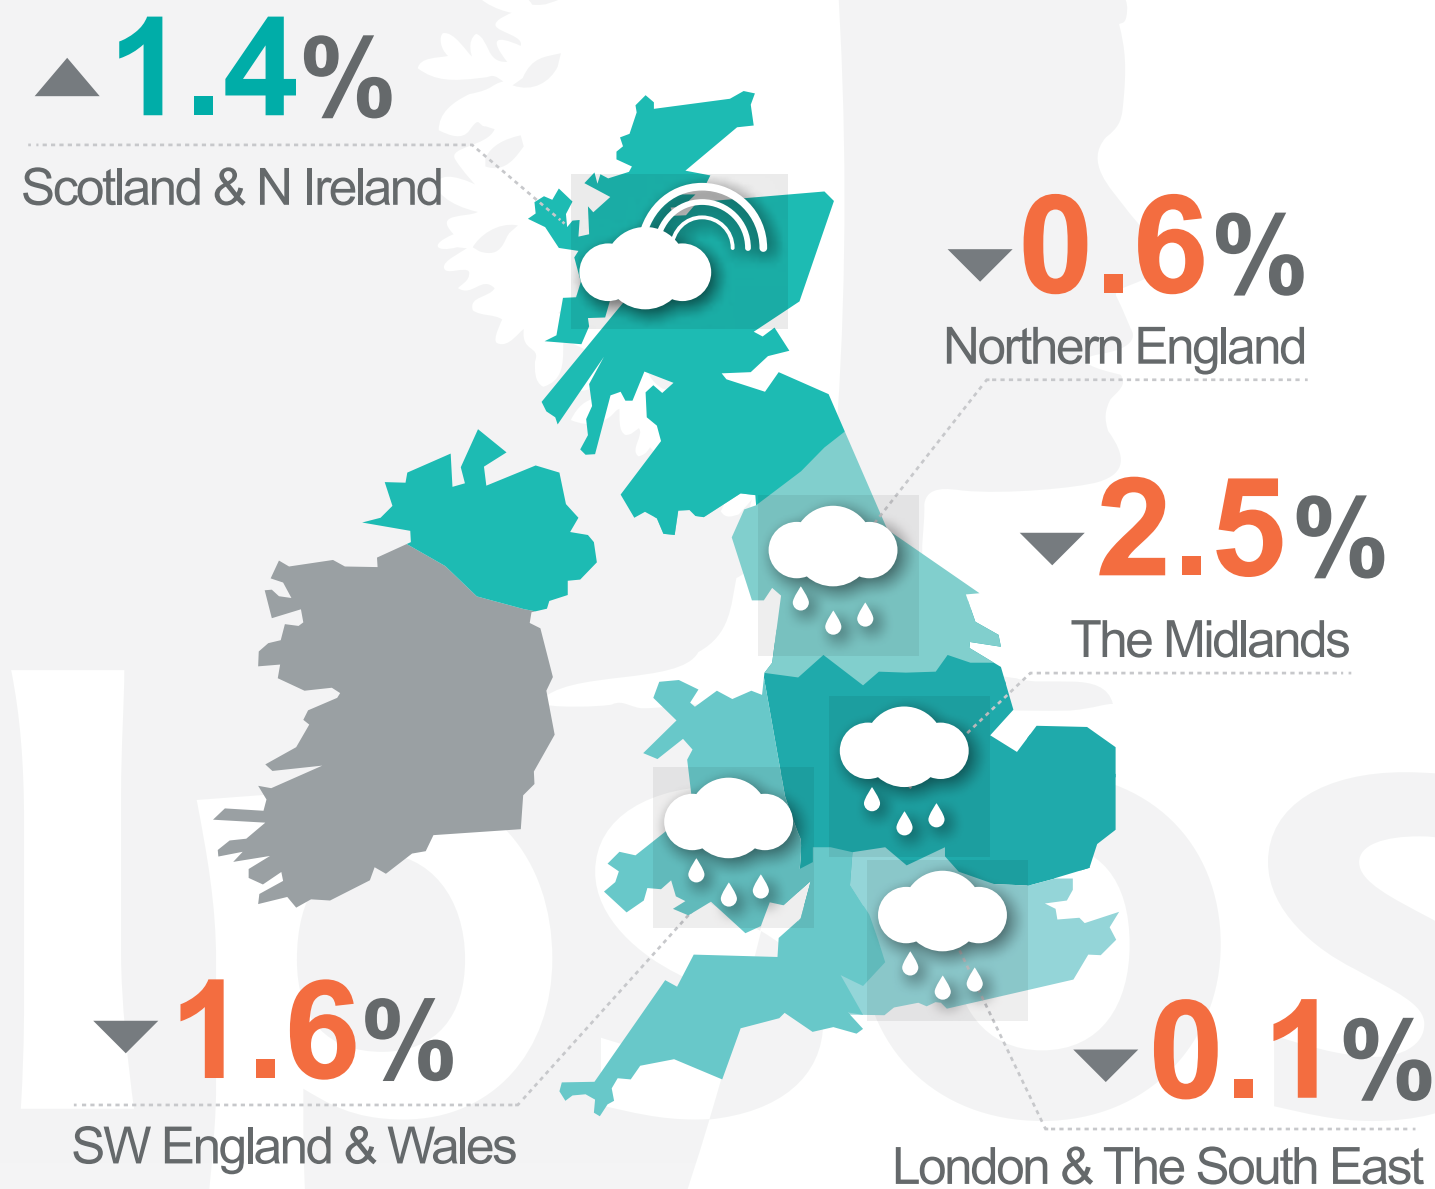 ▲1.4%
Scotland & N Ireland
▼0.6%
Northern England
▼2.5%
The Midlands
▼1.6%
SW England & Wales
▼0.1%
London & The South East
Ipsos